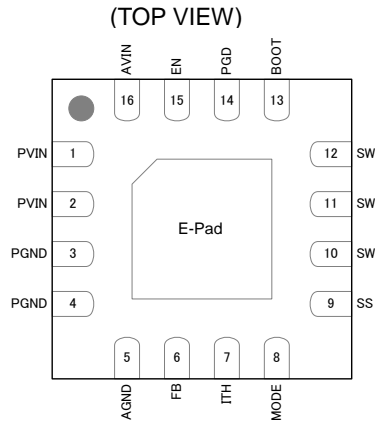 (TOP VIEW)
AVIN
EN
PGD
BOOT
16
15
14
13
PVIN 1
12 SW
PVIN 2
11 SW
E-Pad
PGND 3
10 SW
PGND 4
9 SS
5
6
7
8
AGND
FB
ITH
MODE